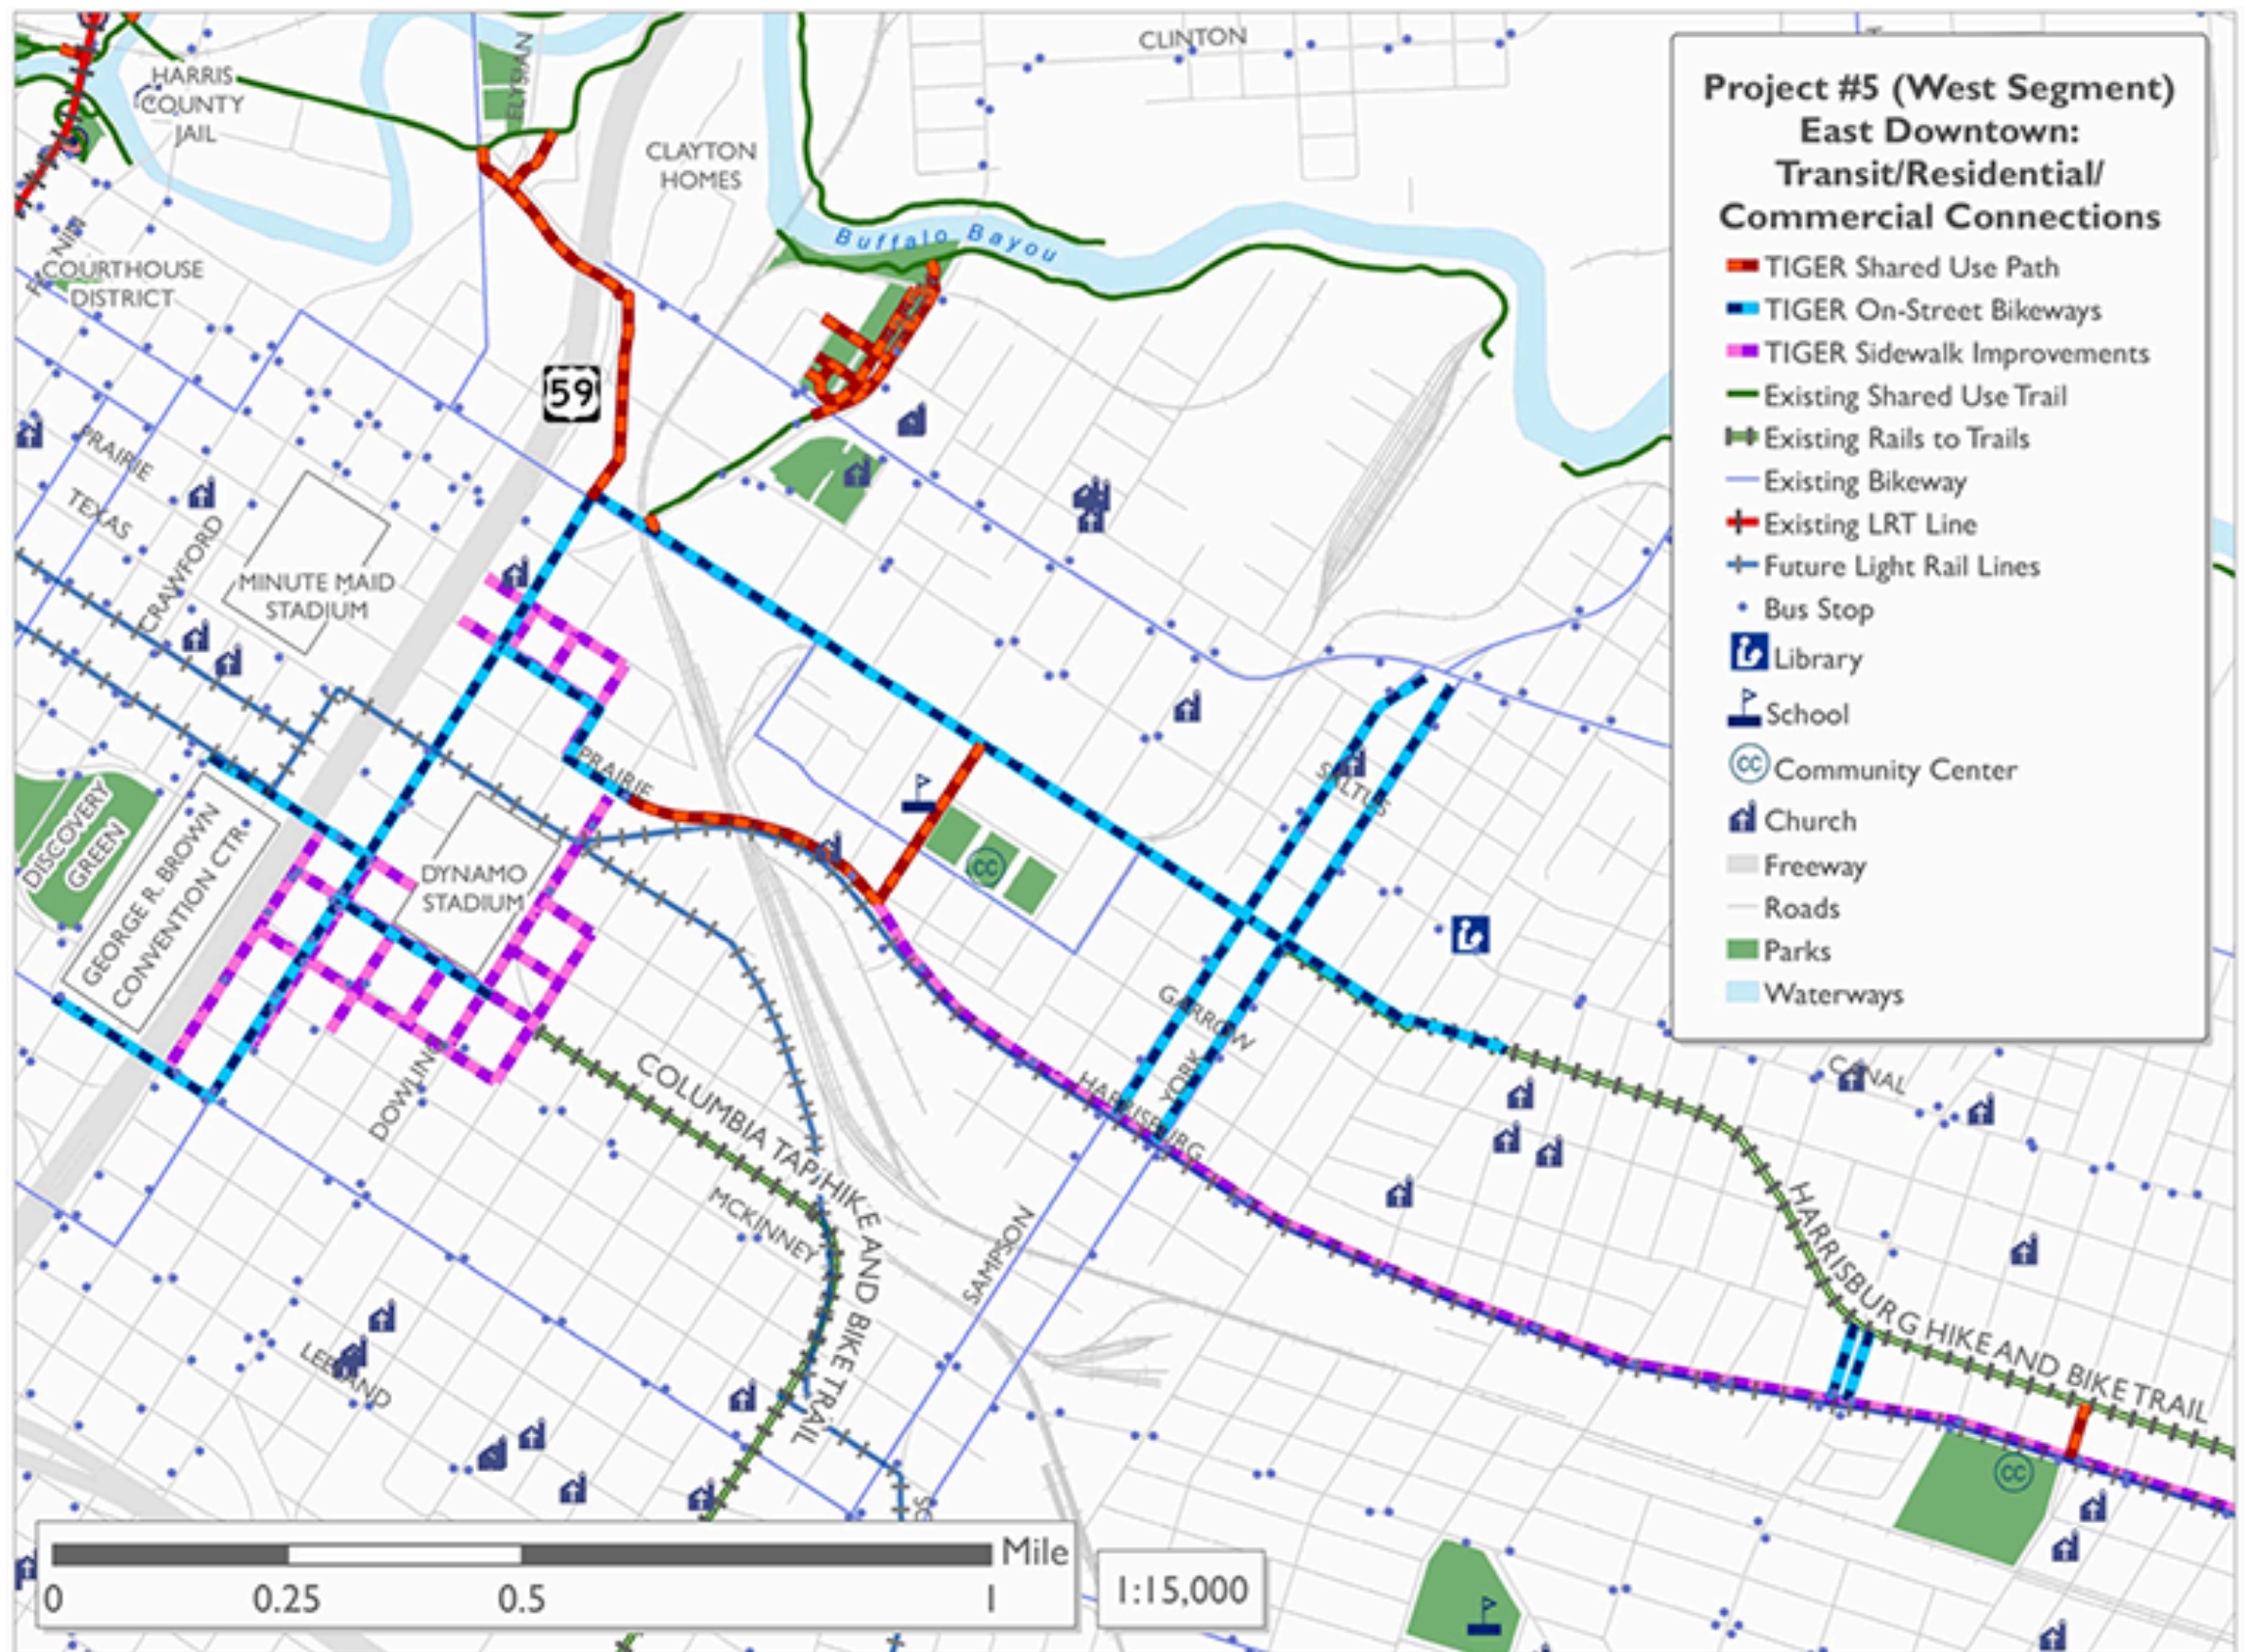 CLINTON
ELYSIAN
HARRIS
COUNTY
JAIL
CLAYTON
HOMES
Buffalo Bayou
COURTHOUSE
DISTRICT
59
PRAIRIE
TEXAS
CRAWFORD
MINUTE MAID
STADIUM
PRAIRIE
DISCOVERY
GREEN
GEORGE R. BROWN
CONVENTION CTR.
DYNAMO
STADIUM
CC
SALTUS
GARROW
YORK
HARRISBURG
DOWLING
COLUMBIA TAP HIKE AND BIKE TRAIL
MCKINNEY
SAMPSON
LEELAND
CANAL
HARRISBURG HIKE AND BIKE TRAIL
CC
Project #5 (West Segment)
East Downtown:
Transit/Residential/
Commercial Connections
TIGER Shared Use Path
TIGER On-Street Bikeways
TIGER Sidewalk Improvements
Existing Shared Use Trail
Existing Rails to Trails
Existing Bikeway
Existing LRT Line
Future Light Rail Lines
Bus Stop
Library
School
CC Community Center
Church
Freeway
Roads
Parks
Waterways
Mile
0 0.25 0.5 1
1:15,000